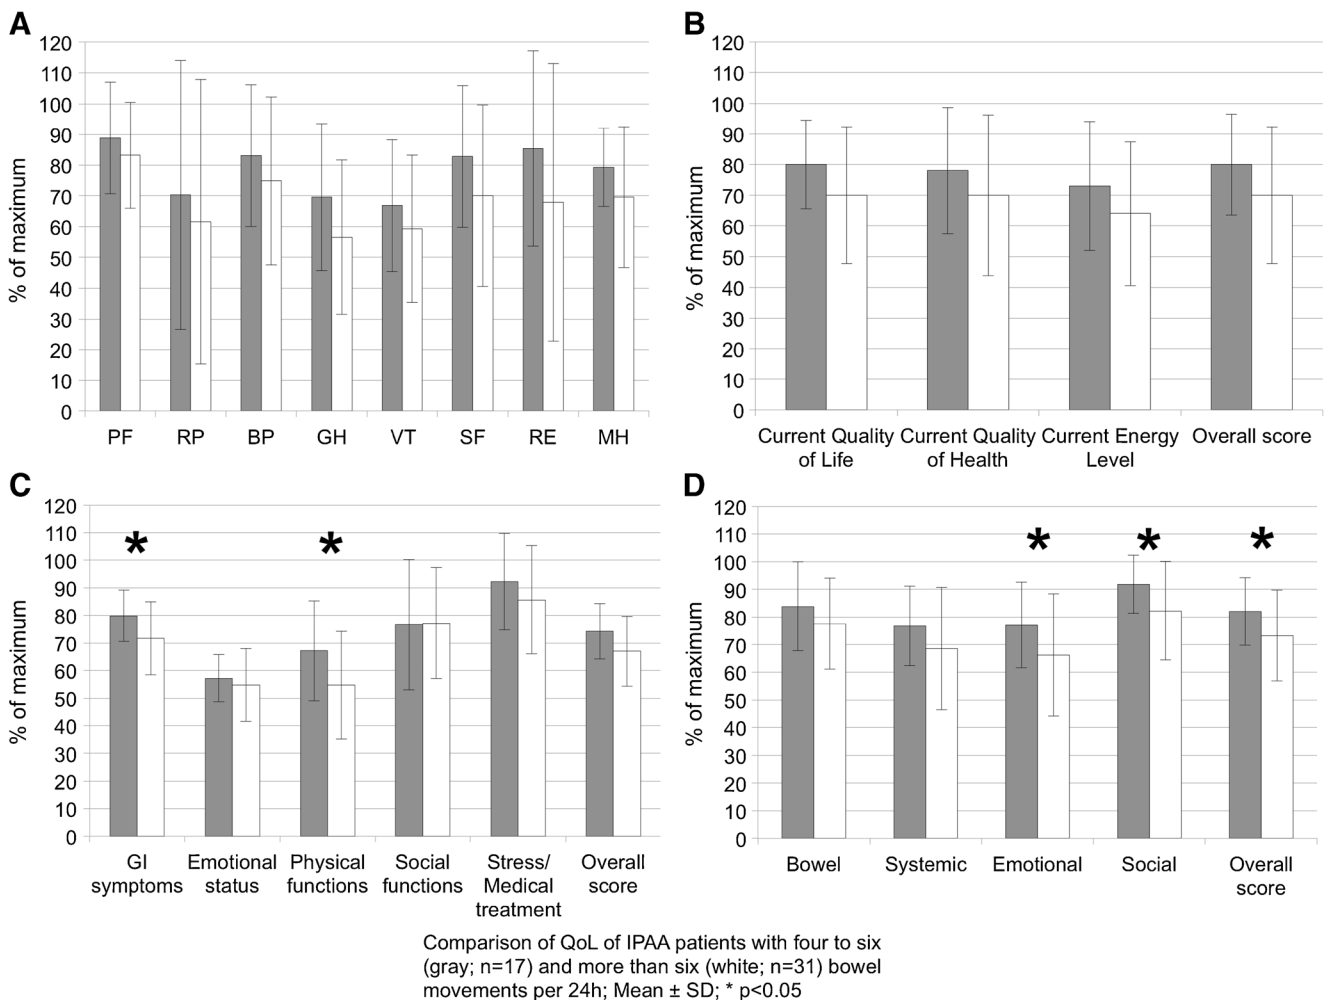 A
120
110
100
90
80
70
60
50
40
30
20
10
0
% of maximum
PF RP BP GH VT SF RE MH
B
120
110
100
90
80
70
60
50
40
30
20
10
0
% of maximum
Current Quality Current Quality Current Energy Overall score
of Life of Health Level
C
120
110
100
90
80
70
60
50
40
30
20
10
0
% of maximum
* *
GI Emotional Physical Social Stress/ Overall
symptoms status functions functions Medical score
treatment
D
120
110
100
90
80
70
60
50
40
30
20
10
0
% of maximum
* * *
Bowel Systemic Emotional Social Overall
score
Comparison of QoL of IPAA patients with four to six
(gray; n=17) and more than six (white; n=31) bowel
movements per 24h; Mean ± SD; * p<0.05